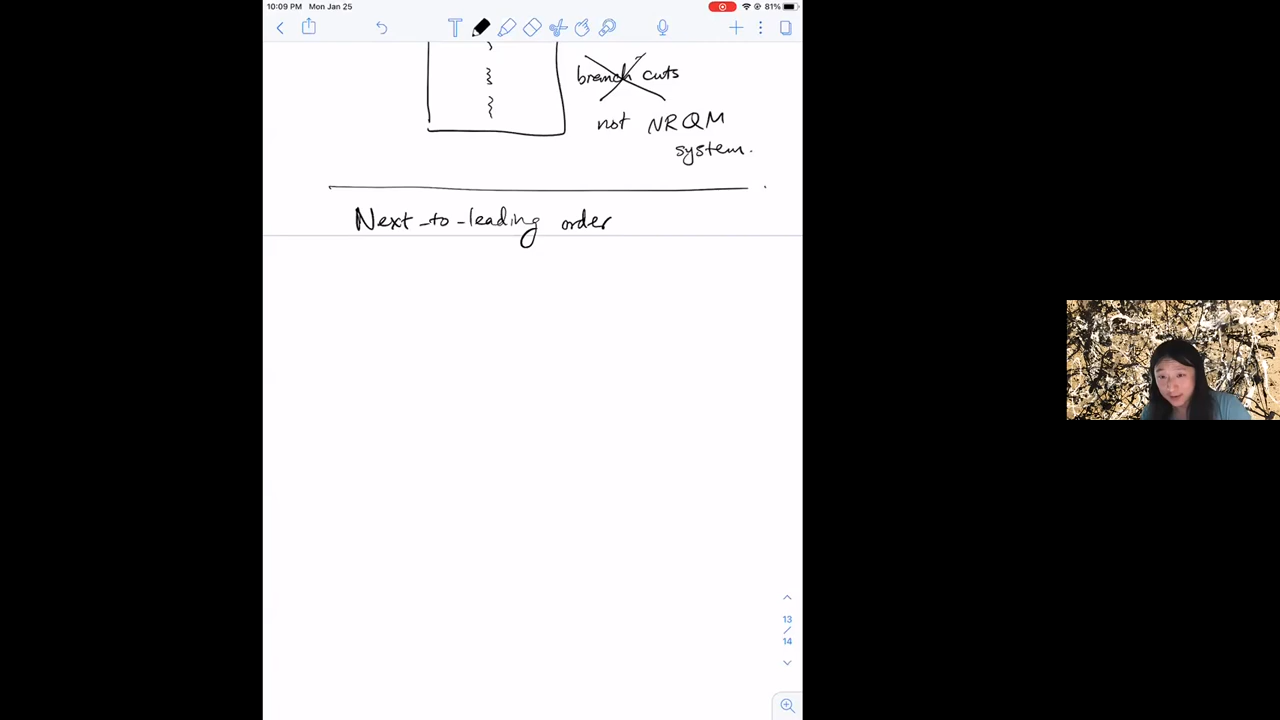 10:09 PM Mon Jan 25
81%
T
branch cuts
not NRQM
system.
Next-to-leading order
13
/
14